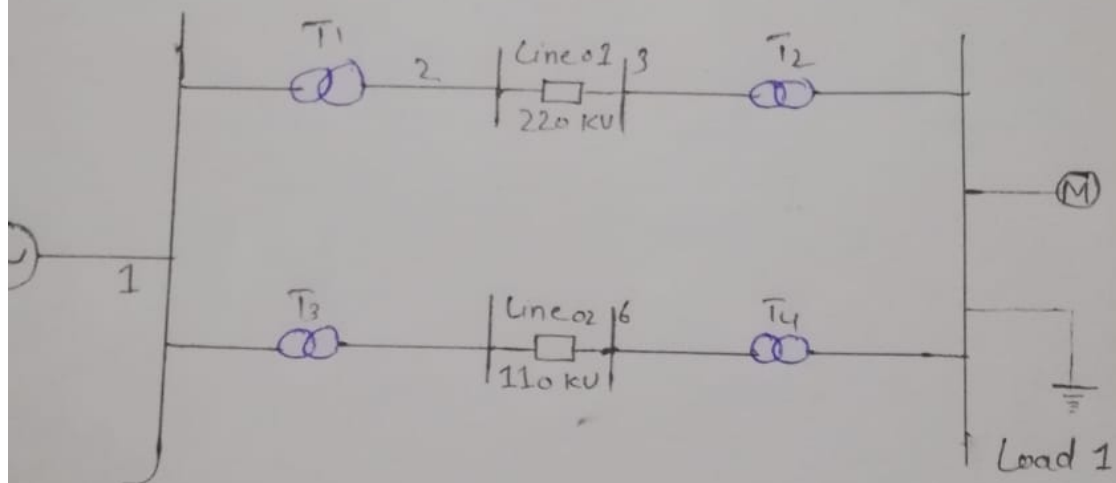 T1
2
Line 01
220 KV
3
T2
M
1
T3
Line 02
110 KV
6
T4
Load 1